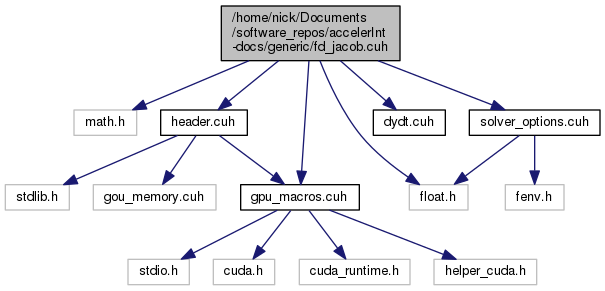 /home/nick/Documents
/software_repos/accelerInt
-docs/generic/fd_jacob.cuh
math.h
header.cuh
dydt.cuh
solver_options.cuh
stdlib.h
gou_memory.cuh
gpu_macros.cuh
float.h
fenv.h
stdio.h
cuda.h
cuda_runtime.h
helper_cuda.h